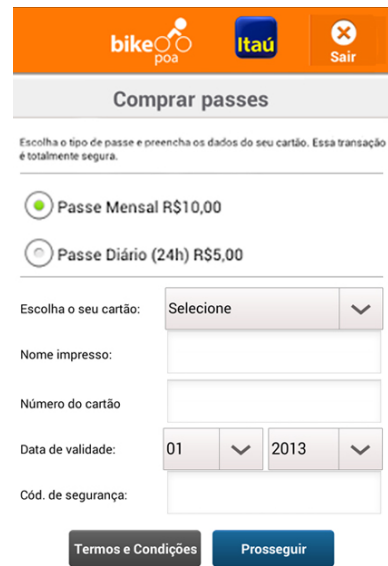 bike poa Itaú Sair
Comprar passes
Escolha o tipo de passe e preencha os dados do seu cartão. Essa transação
é totalmente segura.
Passe Mensal R$10,00
Passe Diário (24h) R$5,00
Escolha o seu cartão: Selecione
Nome impresso:
Número do cartão
Data de validade: 01 2013
Cód. de segurança:
Termos e Condições Prosseguir